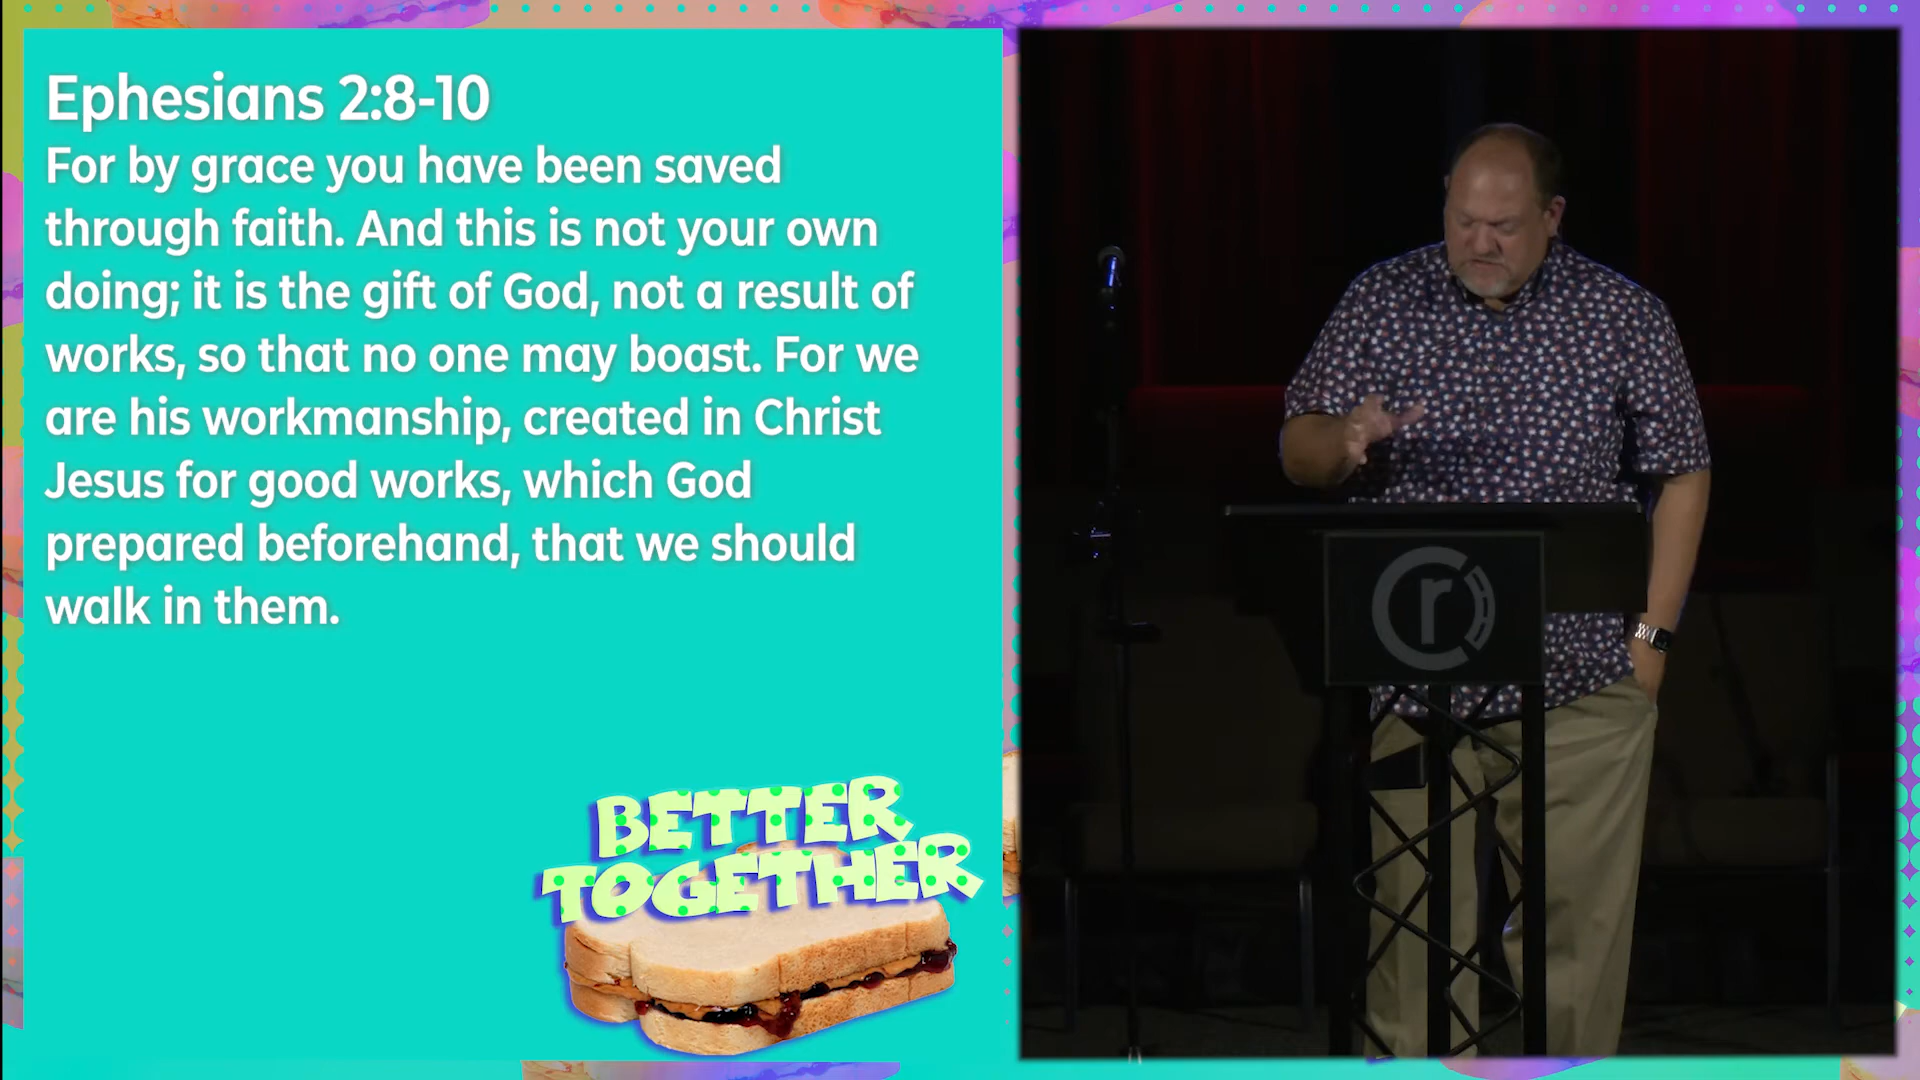 Ephesians 2:8-10
For by grace you have been saved
through faith. And this is not your own
doing; it is the gift of God, not a result of
works, so that no one may boast. For we
are his workmanship, created in Christ
Jesus for good works, which God
prepared beforehand, that we should
walk in them.
BETTER
TOGETHER
r